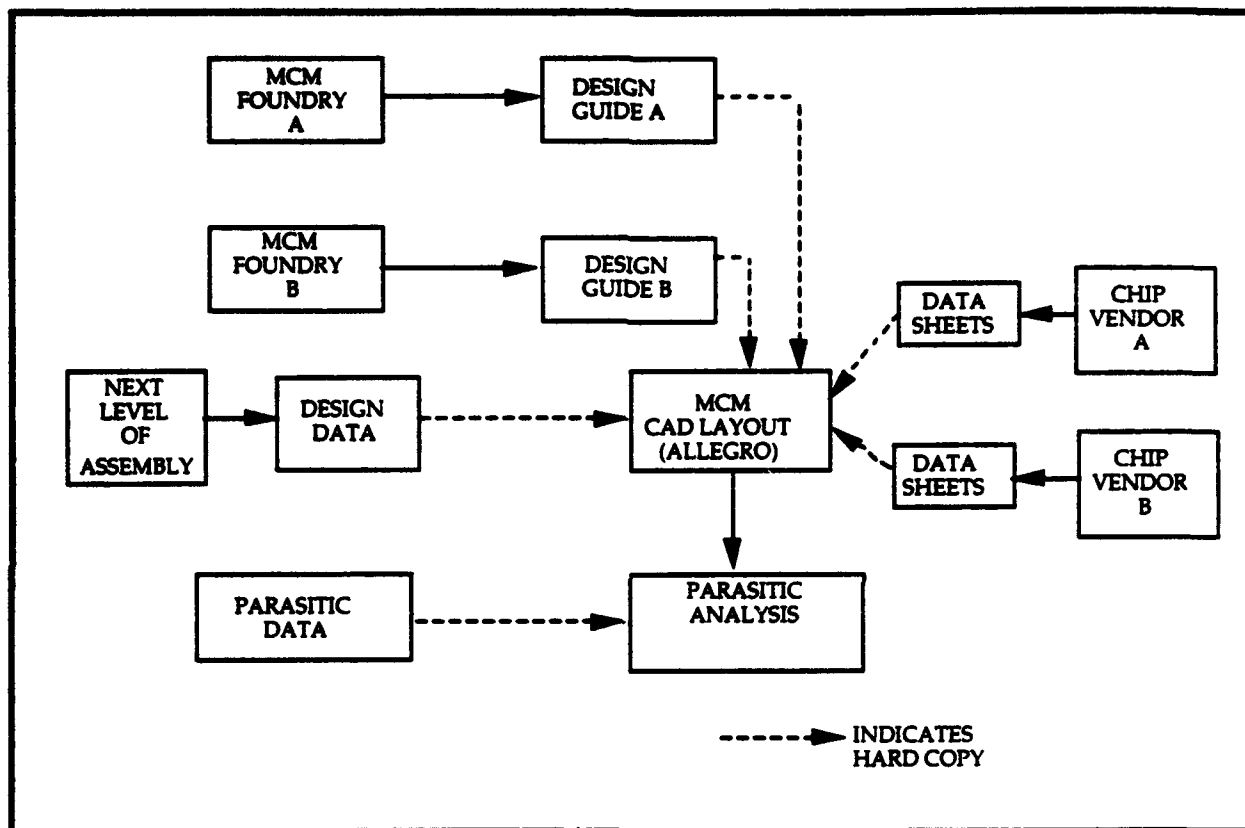 MCM
FOUNDRY
A
DESIGN
GUIDE A
MCM
FOUNDRY
B
DESIGN
GUIDE B
DATA
SHEETS
CHIP
VENDOR
A
NEXT
LEVEL
OF
ASSEMBLY
DESIGN
DATA
MCM
CAD LAYOUT
(ALLEGRO)
DATA
SHEETS
CHIP
VENDOR
B
PARASITIC
DATA
PARASITIC
ANALYSIS
INDICATES
HARD COPY